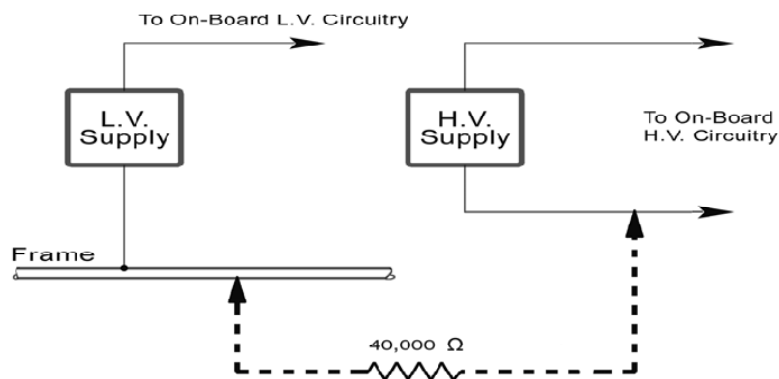 To On-Board L.V. Circuitry
L.V.
Supply
H.V.
Supply
To On-Board
H.V. Circuitry
Frame
40,000 Ω